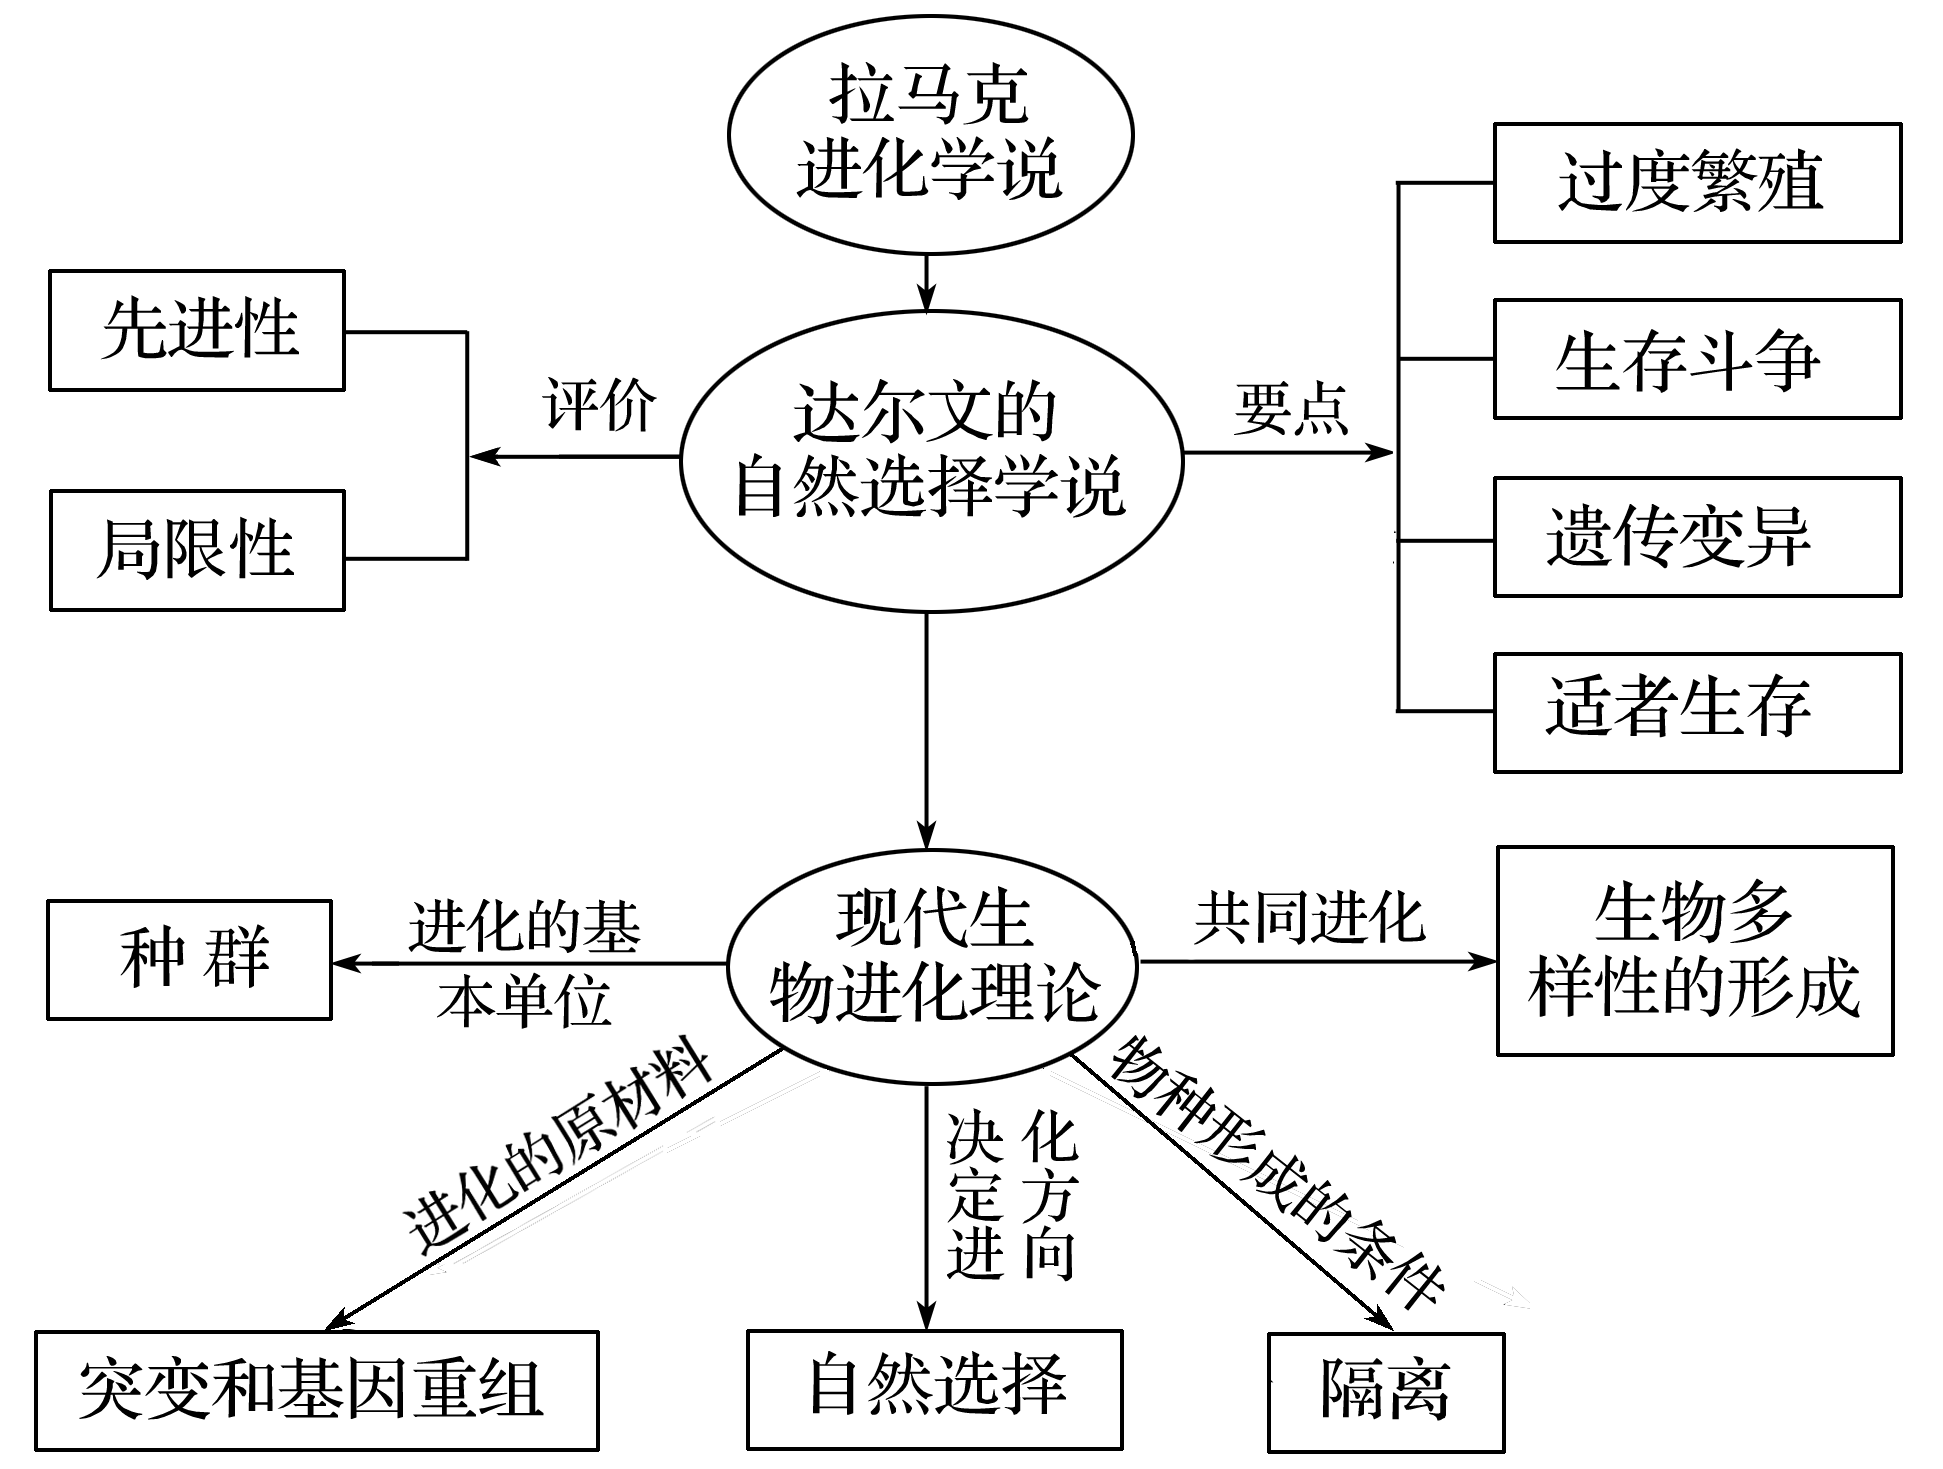 拉马克
进化学说
过度繁殖
先进性
生存斗争
评价
达尔文的
自然选择学说
要点
局限性
遗传变异
适者生存
种群
进化的基
本单位
现代生
物进化理论
共同进化
生物多
样性的形成
进化的原材料
决定进
化方向
物种形成的条件
突变和基因重组
自然选择
隔离